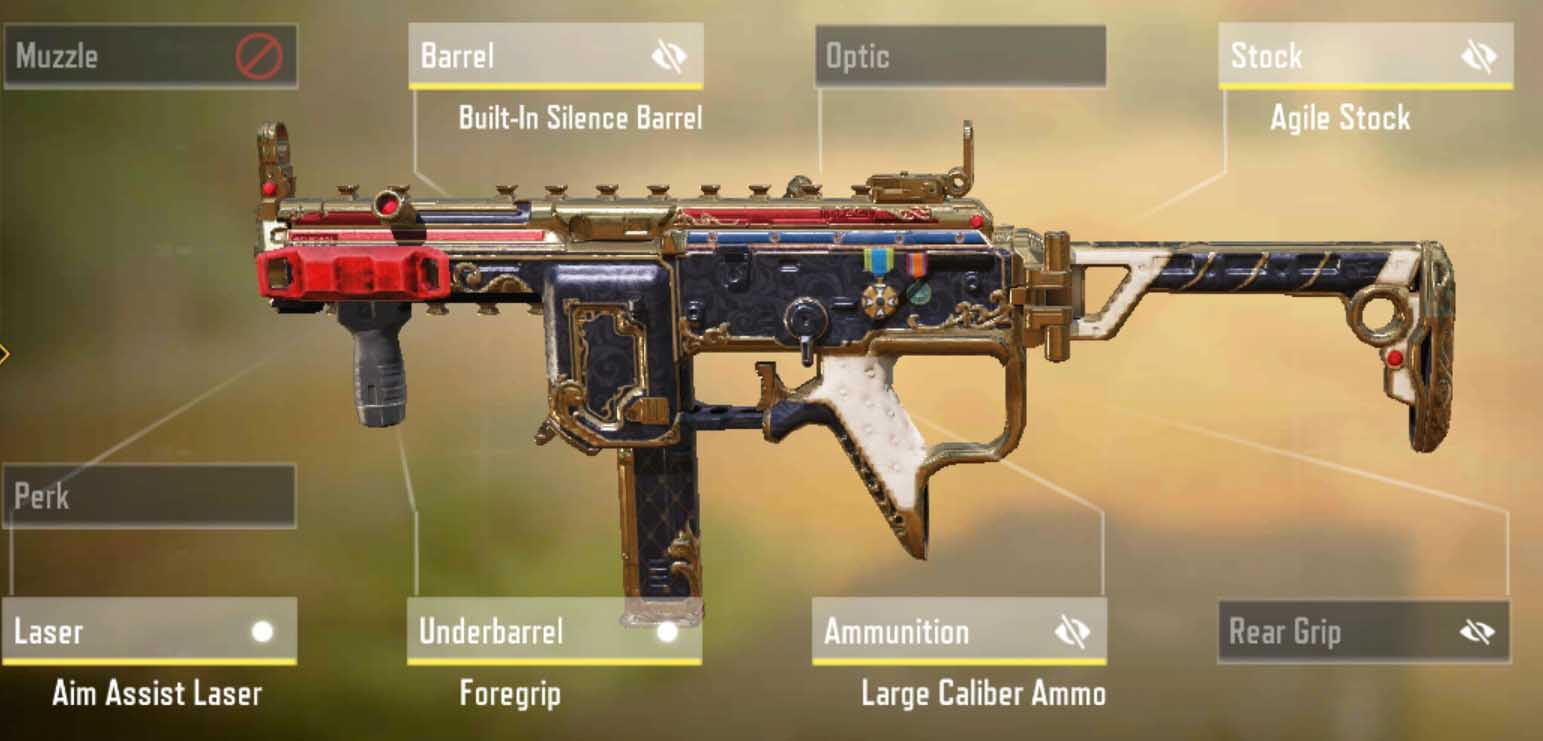 Muzzle
Barrel
Built-In Silence Barrel
Optic
Stock
Agile Stock
Perk
Laser
Aim Assist Laser
Underbarrel
Foregrip
Ammunition
Large Caliber Ammo
Rear Grip